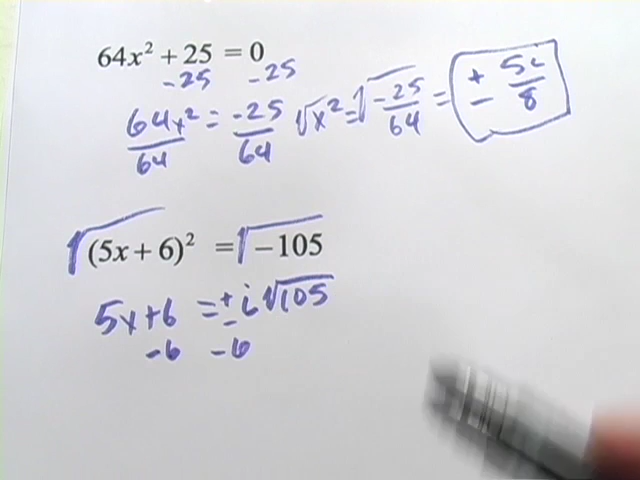 64x² + 25 = 0
-25 -25
64x²/64 = -25/64 √x² = √-25/64 = ± 5i/8
√(5x + 6)² = √-105
5x+6 = ± i√105
-6 -6